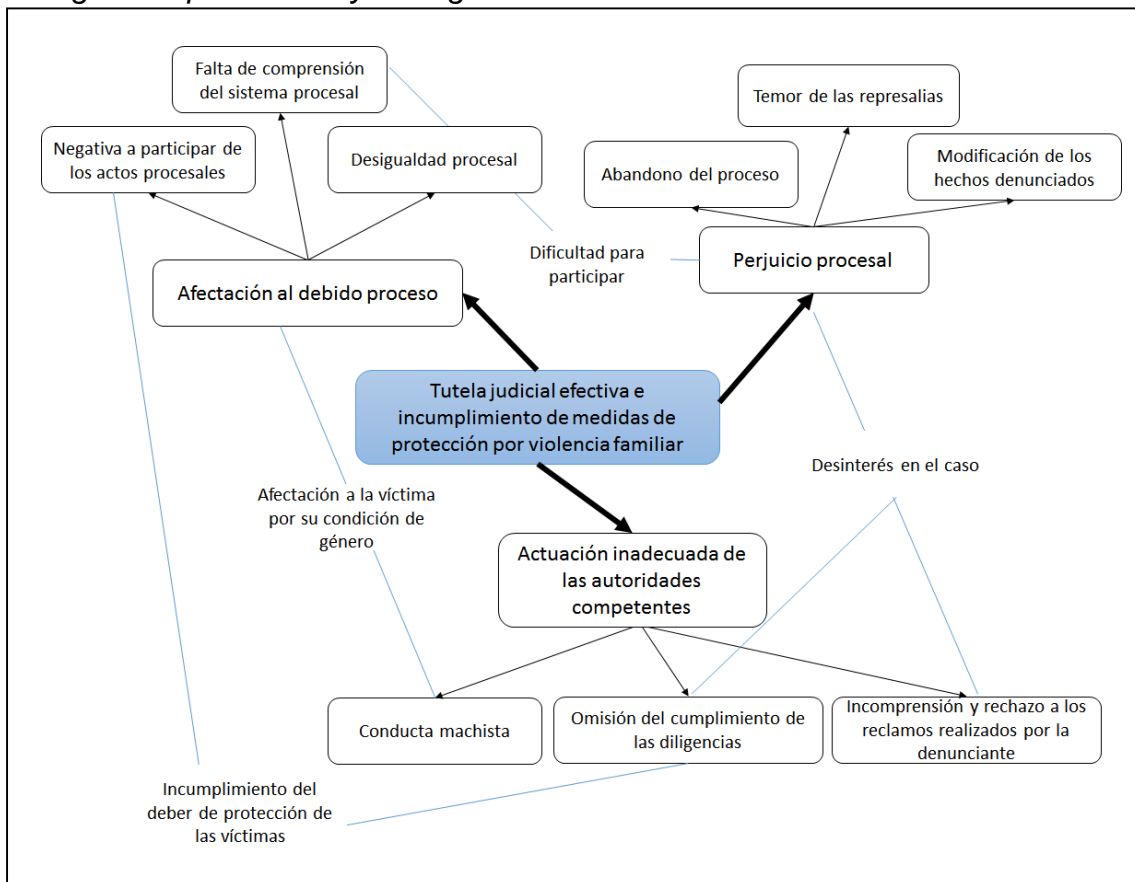 Falta de comprensión
del sistema procesal
Temor de las represalias
Negativa a participar de
los actos procesales
Desigualdad procesal
Abandono del proceso
Modificación de los
hechos denunciados
Dificultad para
participar
Perjuicio procesal
Afectación al debido proceso
Tutela judicial efectiva e
incumplimiento de medidas de
protección por violencia familiar
Desinterés en el caso
Afectación a la víctima
por su condición de
género
Actuación inadecuada de
las autoridades
competentes
Conducta machista
Omisión del cumplimiento de
las diligencias
Incomprensión y rechazo a los
reclamos realizados por la
denunciante
Incumplimiento del
deber de protección de
las víctimas